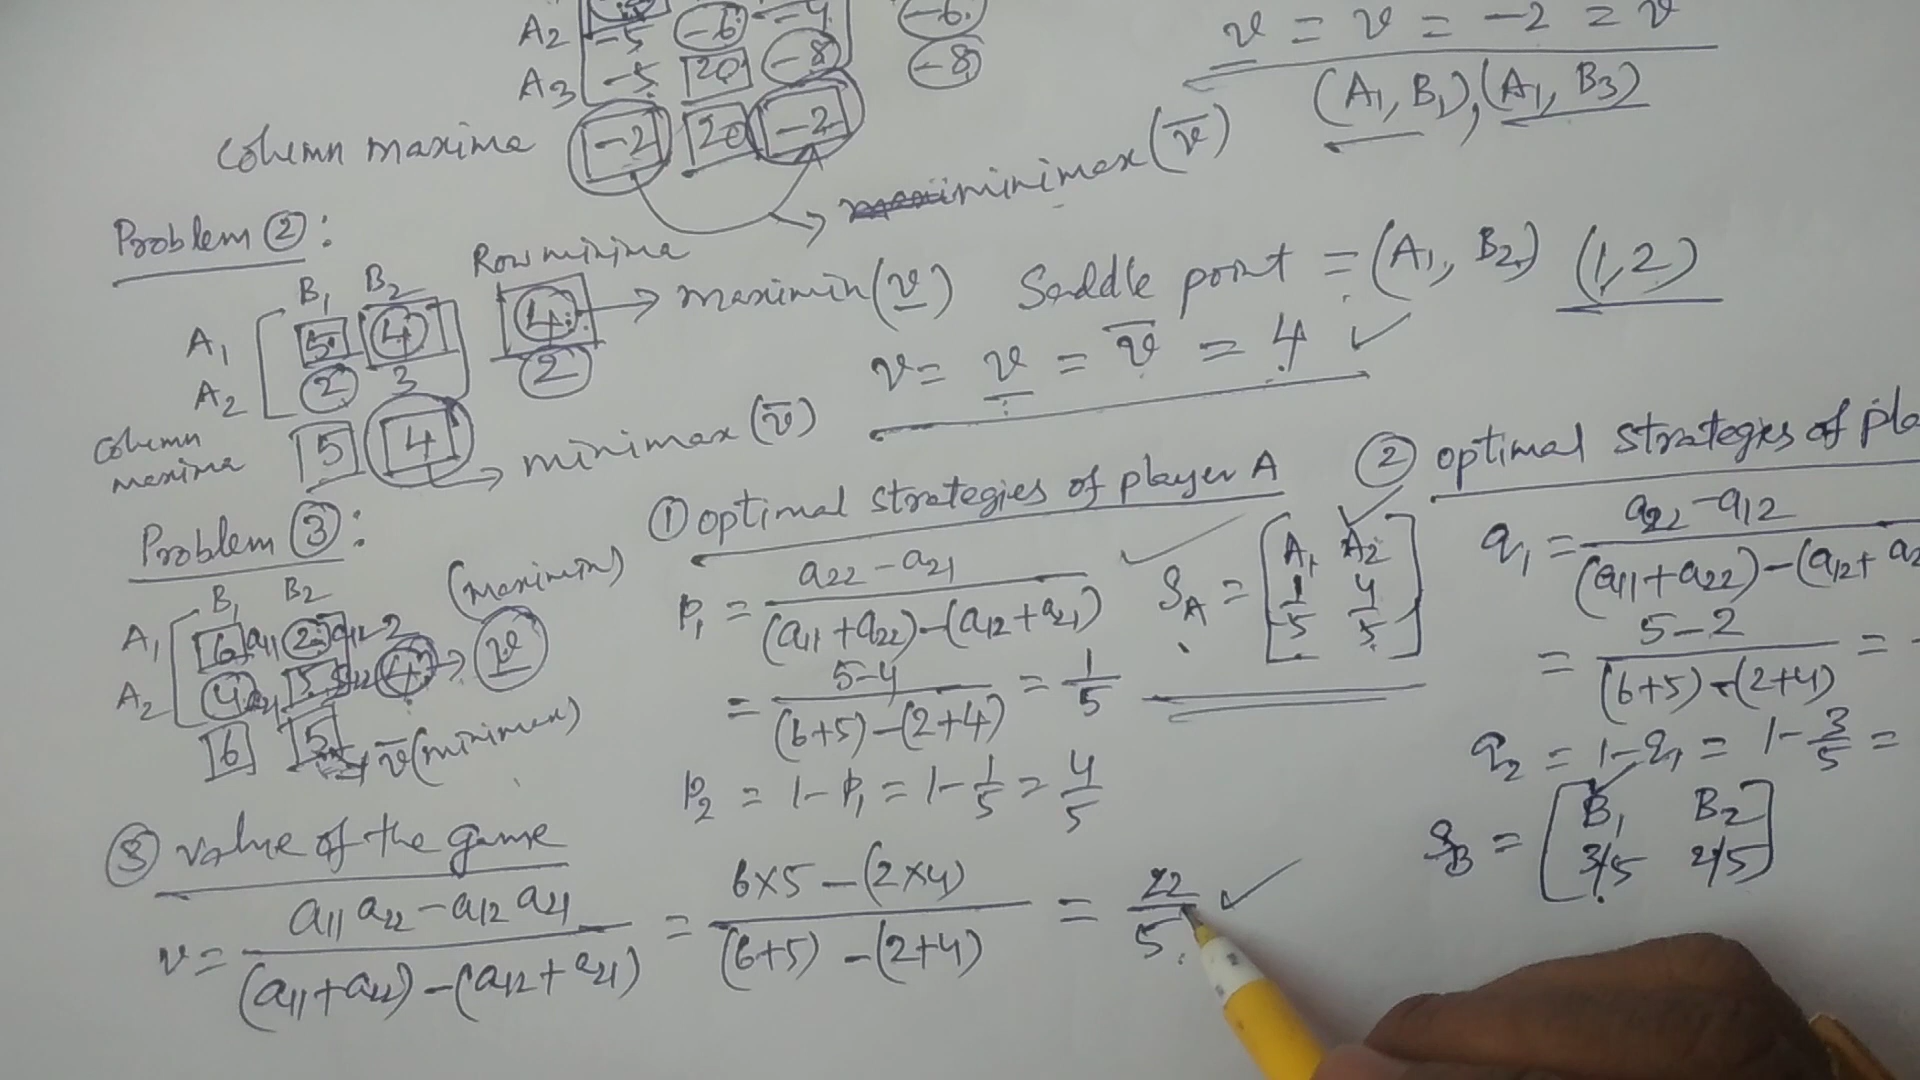 A2 -5 -6 -4 -6
A3 -5 20 -8 -8
column maxima -2 20 -2
minimax (v̅)
v̲ = v̅ = -2 = v
(A1, B1), (A1, B3)
Problem ②:
B1 B2 Row minima
A1 5 4 4 → maximin (v̲)
A2 2 3 2
column maxima 5 4 → minimax (v̅)
Saddle point = (A1, B2) (1,2)
v = v̲ = v̅ = 4 ✓
Problem ③:
B1 B2 (maximin)
A1 6 a11 2 a12 2
A2 4 a21 5 a22 4 → v̲
6 5 → v̅ (minimax)
① optimal strategies of player A
p1 = (a22 - a21) / ((a11 + a22) - (a12 + a21))
= (5-4) / ((6+5) - (2+4)) = 1/5
p2 = 1 - p1 = 1 - 1/5 = 4/5
SA = [A1 A2
1/5 4/5]
② optimal strategies of pla
q1 = (a22 - a12) / ((a11 + a22) - (a12 + a2
= (5-2) / ((6+5) - (2+4)) =
q2 = 1 - q1 = 1 - 3/5 =
SB = [B1 B2
3/5 2/5]
③ value of the game
v = (a11 a22 - a12 a21) / ((a11 + a22) - (a12 + a21)) = (6×5 - (2×4)) / ((6+5) - (2+4)) = 22/5 ✓